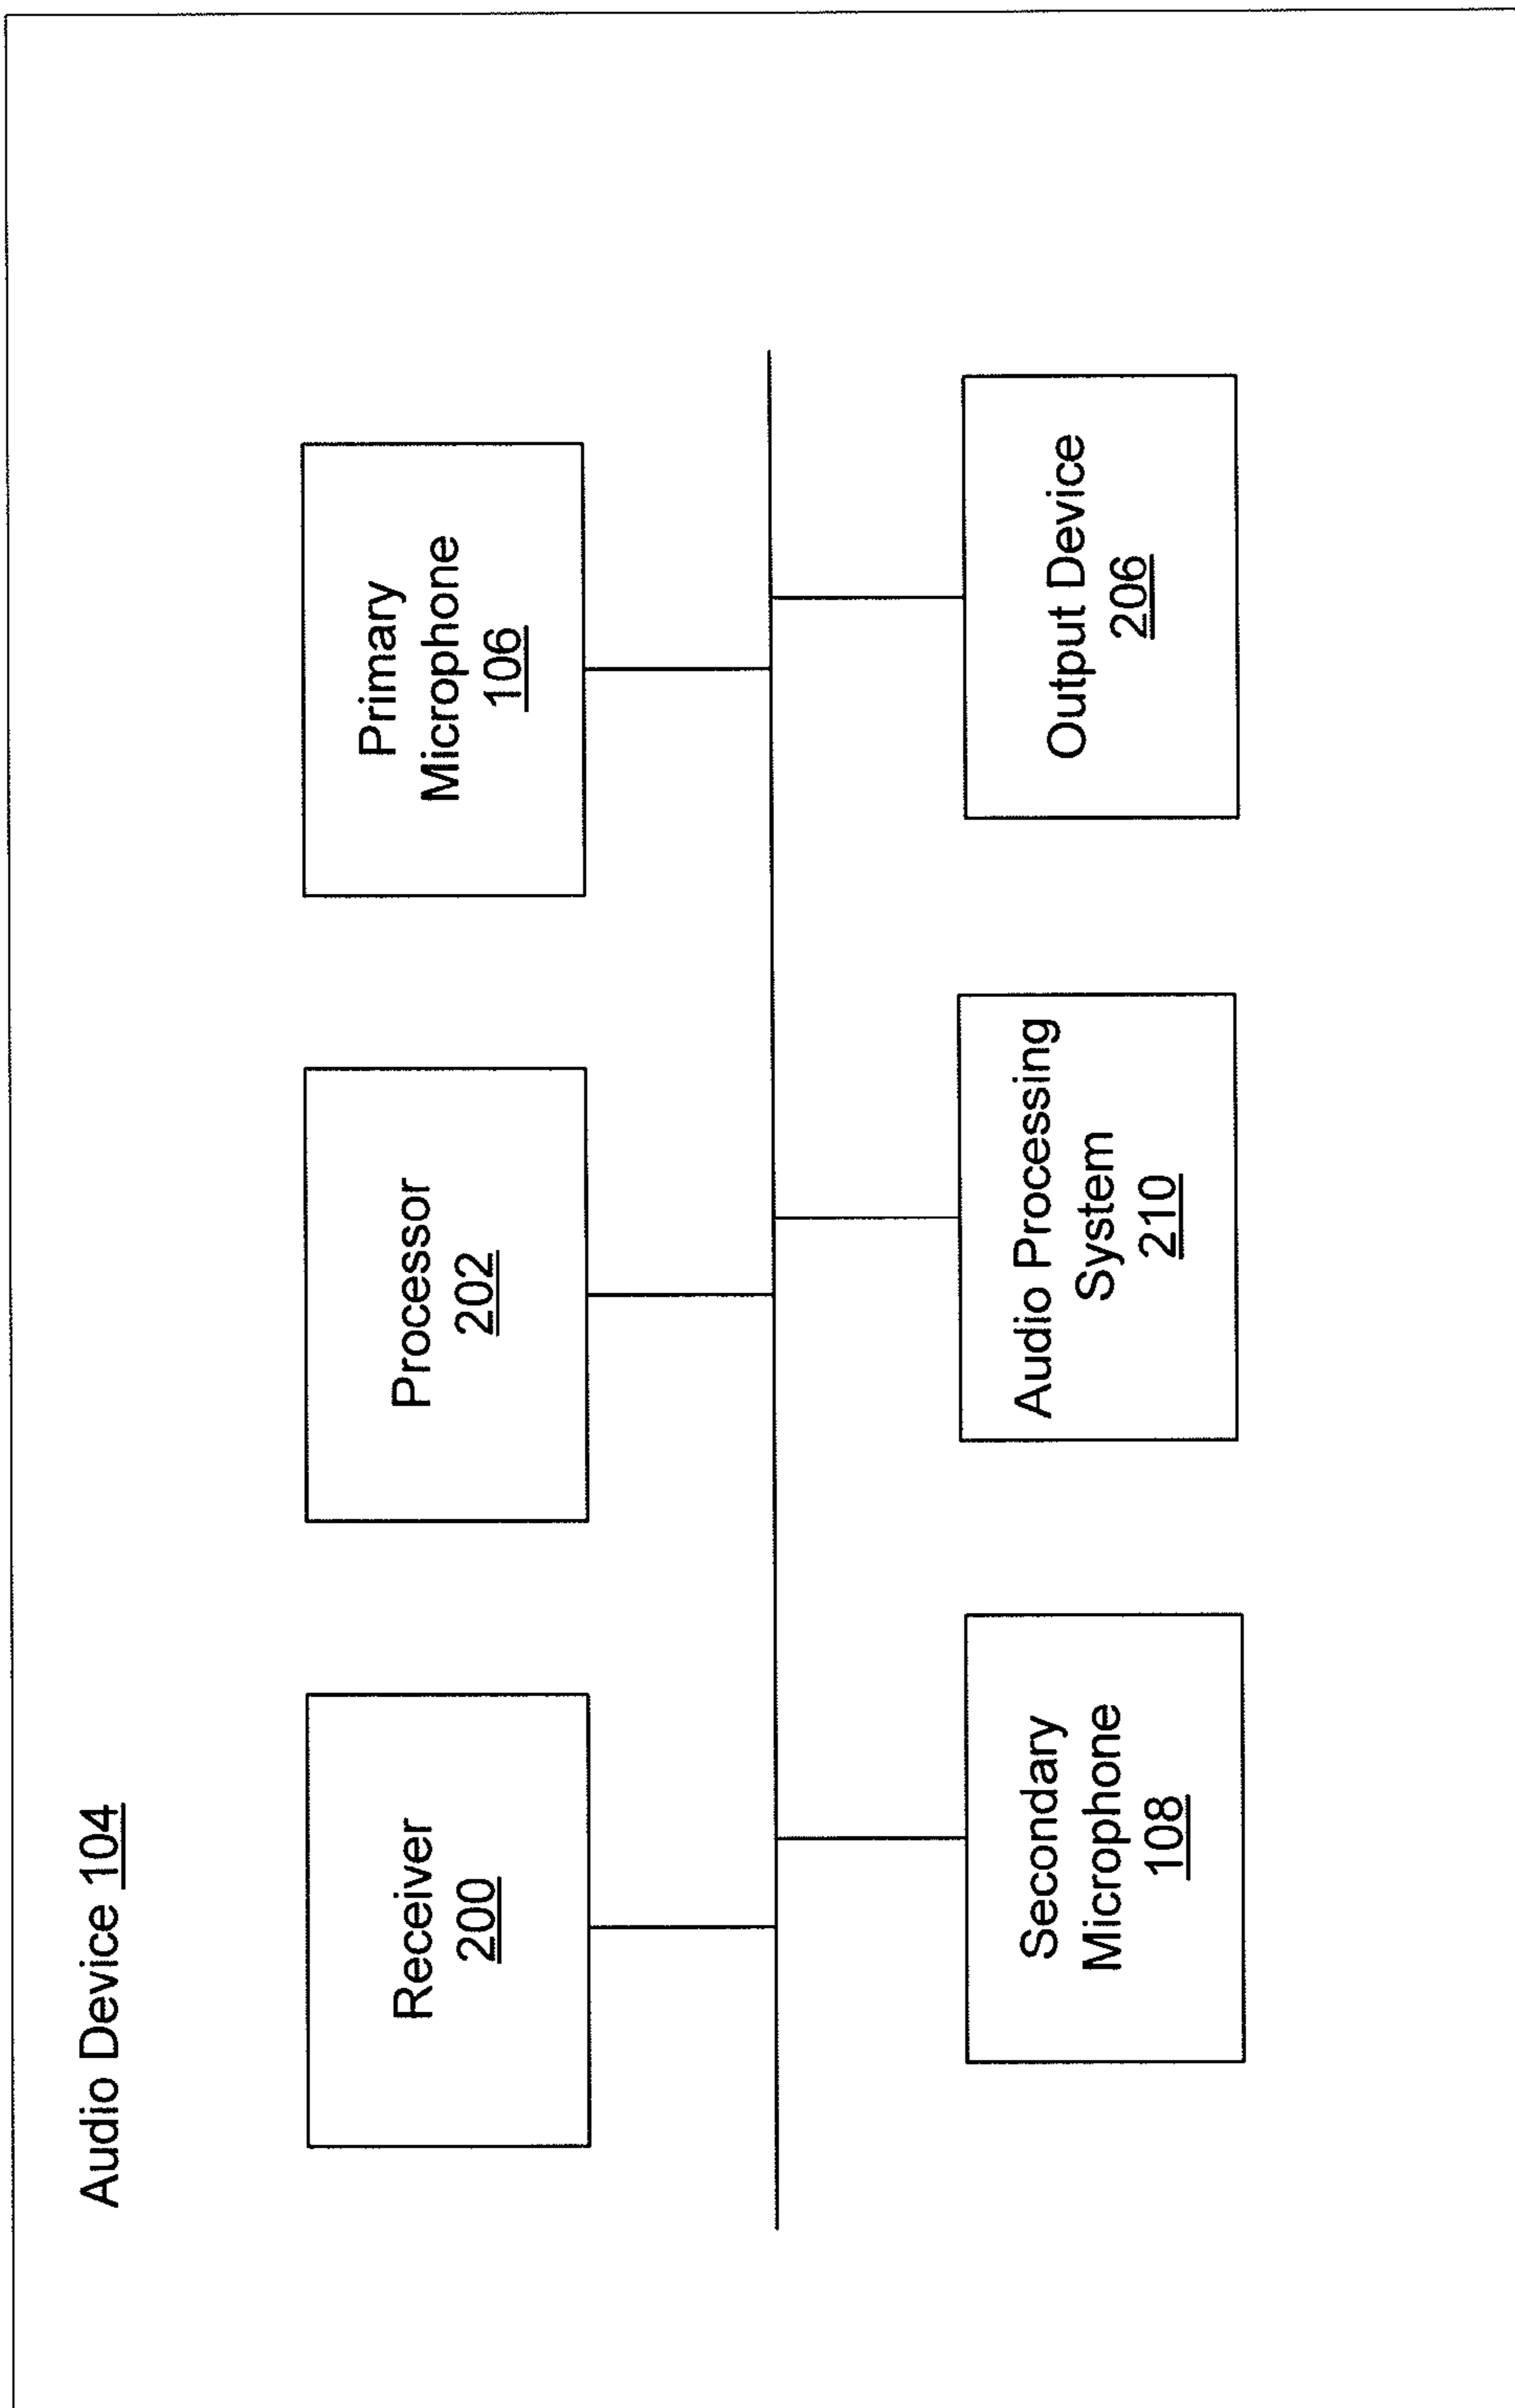 Audio Device 104
Receiver
200
Processor
202
Primary
Microphone
106
Secondary
Microphone
108
Audio Processing
System
210
Output Device
206